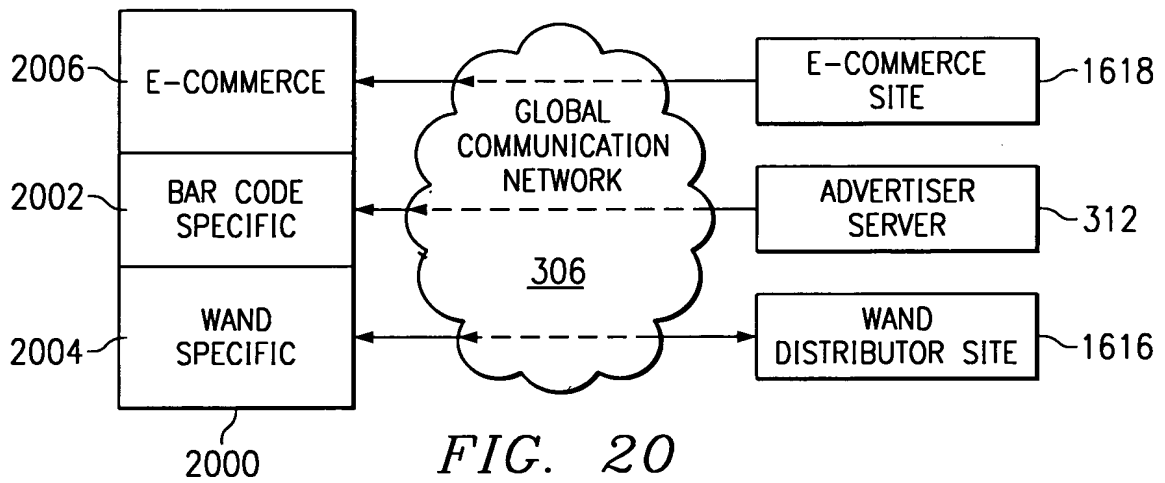 2006
E-COMMERCE
2002
BAR CODE
SPECIFIC
2004
WAND
SPECIFIC
2000
GLOBAL
COMMUNICATION
NETWORK
306
E-COMMERCE
SITE
1618
ADVERTISER
SERVER
312
WAND
DISTRIBUTOR SITE
1616
FIG. 20